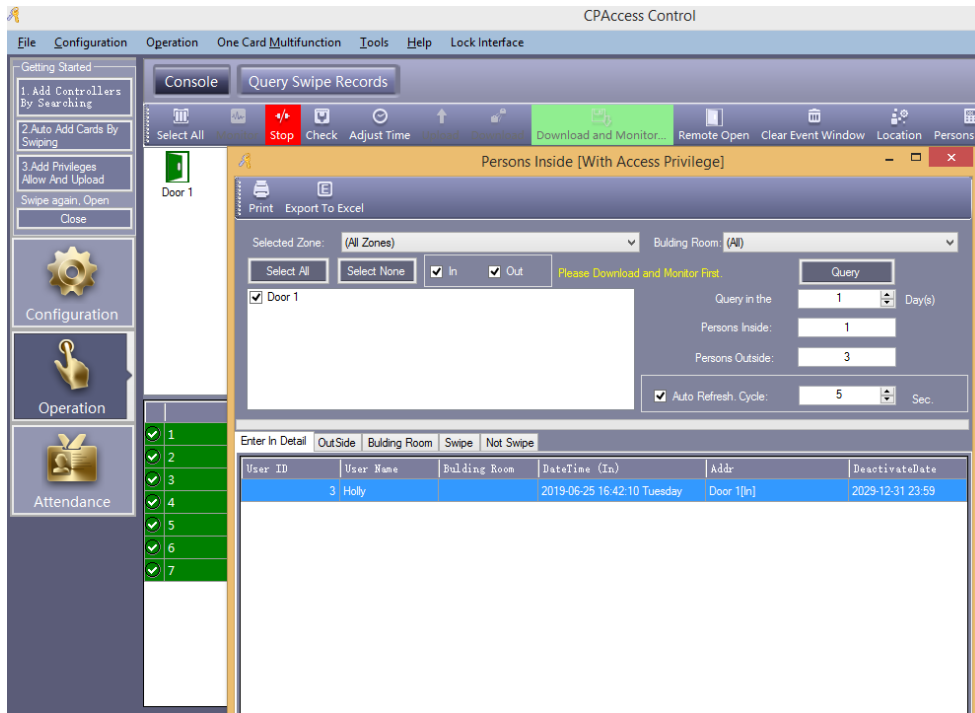 CPAccess Control
File Configuration Operation One Card Multifunction Tools Help Lock Interface
Getting Started
1.Add Controllers
By Searching
2.Auto Add Cards By
Swiping
3.Add Privileges
Allow And Upload
Swipe again, Open
Close
Configuration
Operation
Attendance
Console Query Swipe Records
Select All Stop Check Adjust Time Download and Monitor... Remote Open Clear Event Window Location Persons
Door 1
1
2
3
4
5
6
7
Persons Inside [With Access Privilege]
Print Export To Excel
Selected Zone: (All Zones) Bulding Room: (All)
Select All Select None In Out Please Download and Monitor First. Query
Door 1
Query in the 1 Day(s)
Persons Inside: 1
Persons Outside: 3
Auto Refresh. Cycle: 5 Sec.
Enter In Detail OutSide Bulding Room Swipe Not Swipe
User ID User Name Bulding Room DateTime (In) Addr DeactivateDate
3 Holly 2019-06-25 16:42:10 Tuesday Door 1[In] 2029-12-31 23:59